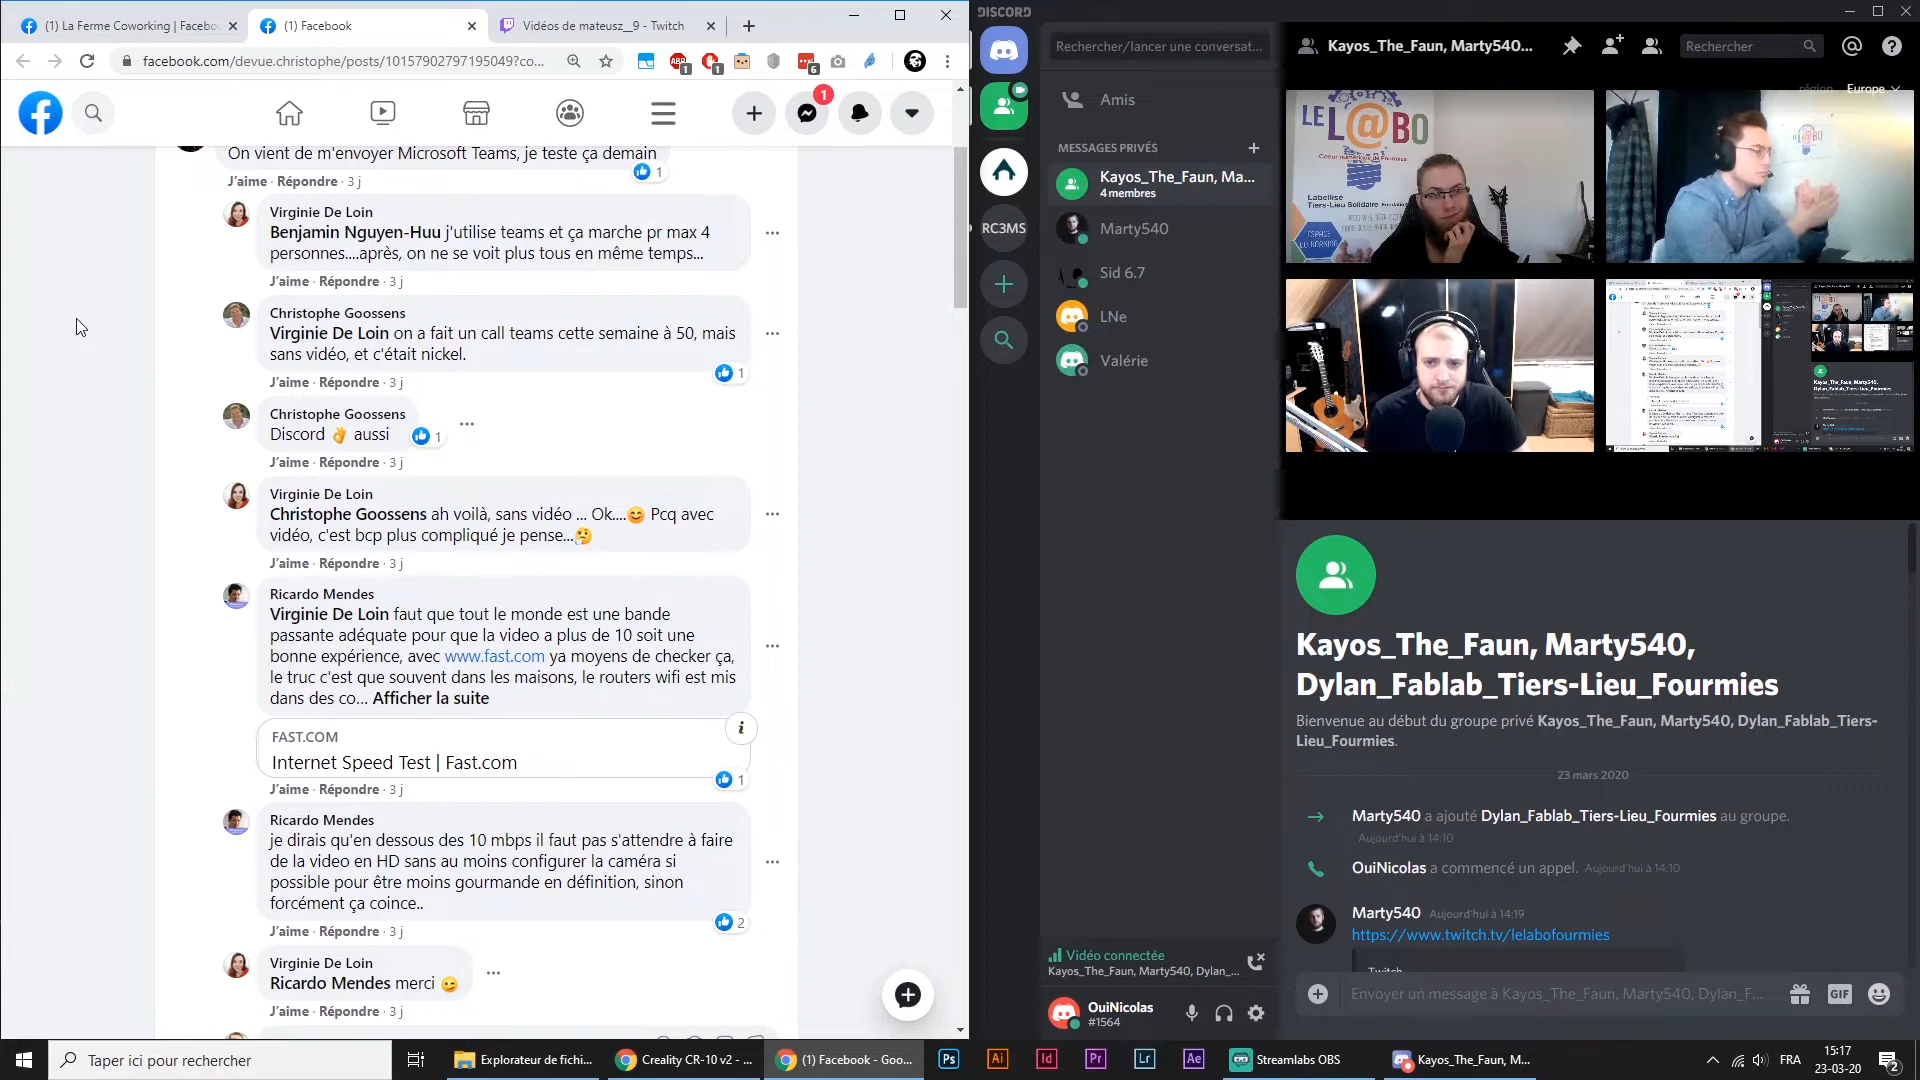 (1) La Ferme Coworking | Facebo
(1) Facebook
Vidéos de mateusz__9 - Twitch
facebook.com/devue.christophe/posts/10157902797195049?co...
On vient de m'envoyer Microsoft Teams, je teste ça demain
1
J'aime · Répondre · 3 j
Virginie De Loin
Benjamin Nguyen-Huu j'utilise teams et ça marche pr max 4
personnes....après, on ne se voit plus tous en même temps...
J'aime · Répondre · 3 j
Christophe Goossens
Virginie De Loin on a fait un call teams cette semaine à 50, mais
sans vidéo, et c'était nickel.
1
J'aime · Répondre · 3 j
Christophe Goossens
Discord 👌 aussi
1
J'aime · Répondre · 3 j
Virginie De Loin
Christophe Goossens ah voilà, sans vidéo ... Ok....😊 Pcq avec
vidéo, c'est bcp plus compliqué je pense...🤔
J'aime · Répondre · 3 j
Ricardo Mendes
Virginie De Loin faut que tout le monde est une bande
passante adéquate pour que la video a plus de 10 soit une
bonne expérience, avec www.fast.com ya moyens de checker ça,
le truc c'est que souvent dans les maisons, le routers wifi est mis
dans des co... Afficher la suite
FAST.COM
Internet Speed Test | Fast.com
1
J'aime · Répondre · 3 j
Ricardo Mendes
je dirais qu'en dessous des 10 mbps il faut pas s'attendre à faire
de la video en HD sans au moins configurer la caméra si
possible pour être moins gourmande en définition, sinon
forcément ça coince..
2
J'aime · Répondre · 3 j
Virginie De Loin
Ricardo Mendes merci 😉
J'aime · Répondre · 3 j
DISCORD
Rechercher/lancer une conversat...
Amis
MESSAGES PRIVÉS
Kayos_The_Faun, Ma...
4 membres
RC3MS
Marty540
Sid 6.7
LNe
Valérie
Vidéo connectée
Kayos_The_Faun, Marty540, Dylan_...
OuiNicolas
#1564
Kayos_The_Faun, Marty540...
Rechercher
région
Europe
LE L@BO
Coeur numérique de Fourmies
Labellisé
Tiers-Lieu Solidaire
ESPACE
COWORKING
Kayos_The_Faun, Marty540,
Dylan_Fablab_Tiers-Lieu_Fourmies
Bienvenue au début du groupe privé Kayos_The_Faun, Marty540, Dylan_Fablab_Tiers-
Lieu_Fourmies.
23 mars 2020
Marty540 a ajouté Dylan_Fablab_Tiers-Lieu_Fourmies au groupe.
Aujourd'hui à 14:10
OuiNicolas a commencé un appel. Aujourd'hui à 14:10
Marty540 Aujourd'hui à 14:19
https://www.twitch.tv/lelabofourmies
Twitch
Envoyer un message à Kayos_The_Faun, Marty540, Dylan_F...
GIF
Taper ici pour rechercher
Explorateur de fichi...
Creality CR-10 v2 - ...
(1) Facebook - Goo...
Ps
Ai
Id
Pr
Lr
Ae
Streamlabs OBS
Kayos_The_Faun, M...
FRA
15:17
23-03-20
2